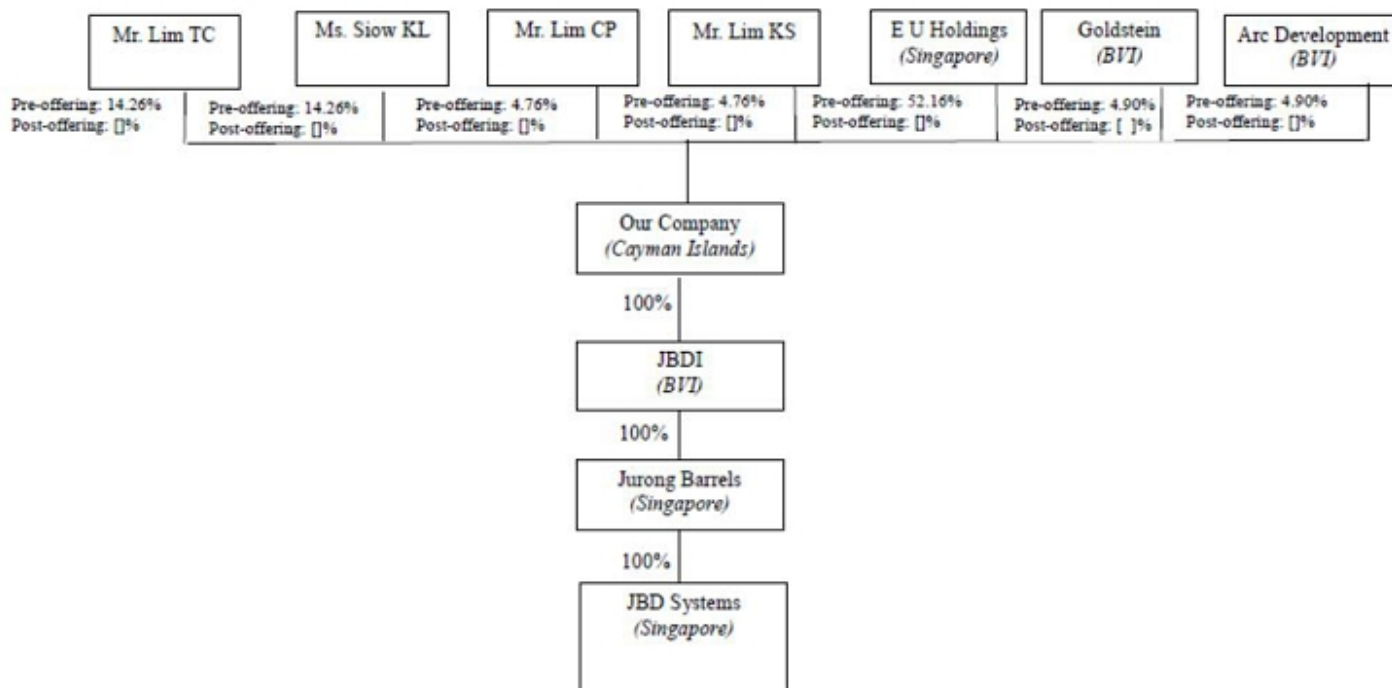 Mr. Lim TC
Ms. Siow KL
Mr. Lim CP
Mr. Lim KS
E U Holdings
(Singapore)
Goldstein
(BVI)
Arc Development
(BVI)
Pre-offering: 14.26%
Post-offering: []%
Pre-offering: 14.26%
Post-offering: []%
Pre-offering: 4.76%
Post-offering: []%
Pre-offering: 4.76%
Post-offering: []%
Pre-offering: 52.16%
Post-offering: []%
Pre-offering: 4.90%
Post-offering: [ ]%
Pre-offering: 4.90%
Post-offering: []%
Our Company
(Cayman Islands)
100%
JBDI
(BVI)
100%
Jurong Barrels
(Singapore)
100%
JBD Systems
(Singapore)